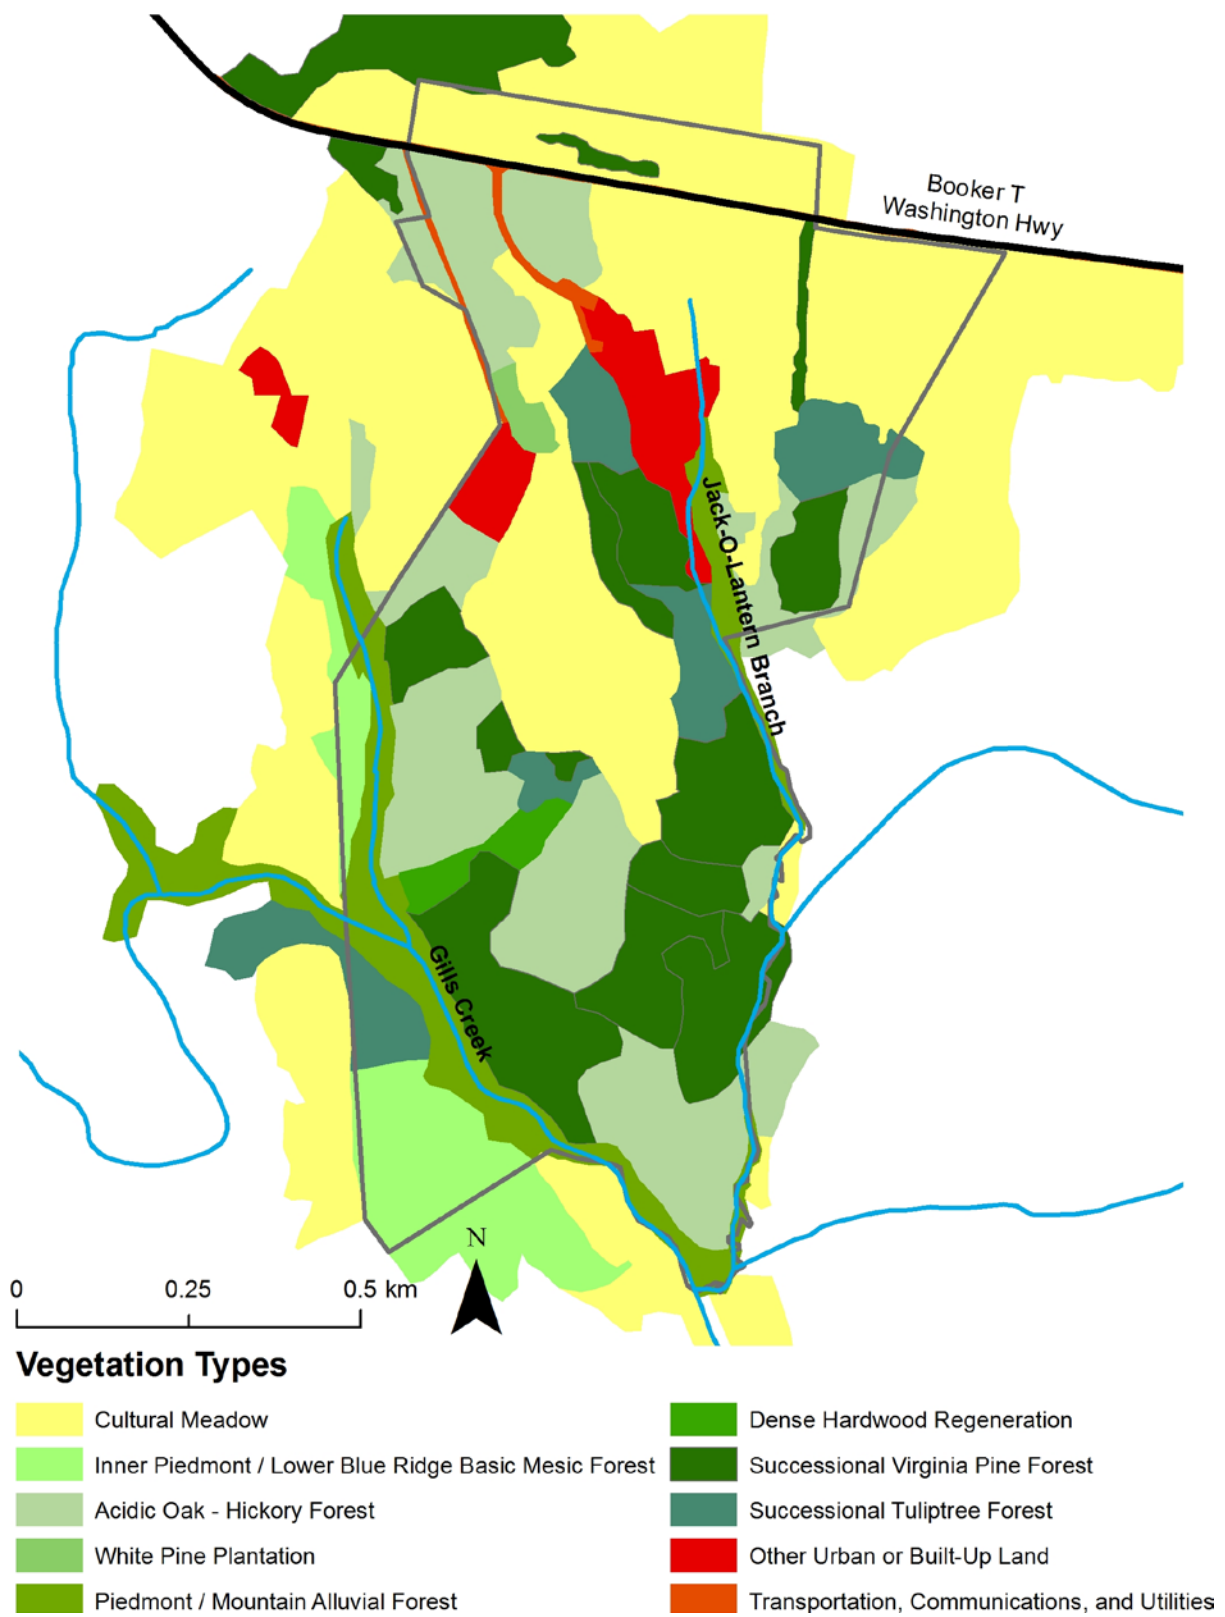 Booker T
Washington Hwy
Jack-O-Lantern Branch
Gills Creek
N
0 0.25 0.5 km
Vegetation Types
Cultural Meadow
Inner Piedmont / Lower Blue Ridge Basic Mesic Forest
Acidic Oak - Hickory Forest
White Pine Plantation
Piedmont / Mountain Alluvial Forest
Dense Hardwood Regeneration
Successional Virginia Pine Forest
Successional Tuliptree Forest
Other Urban or Built-Up Land
Transportation, Communications, and Utilities